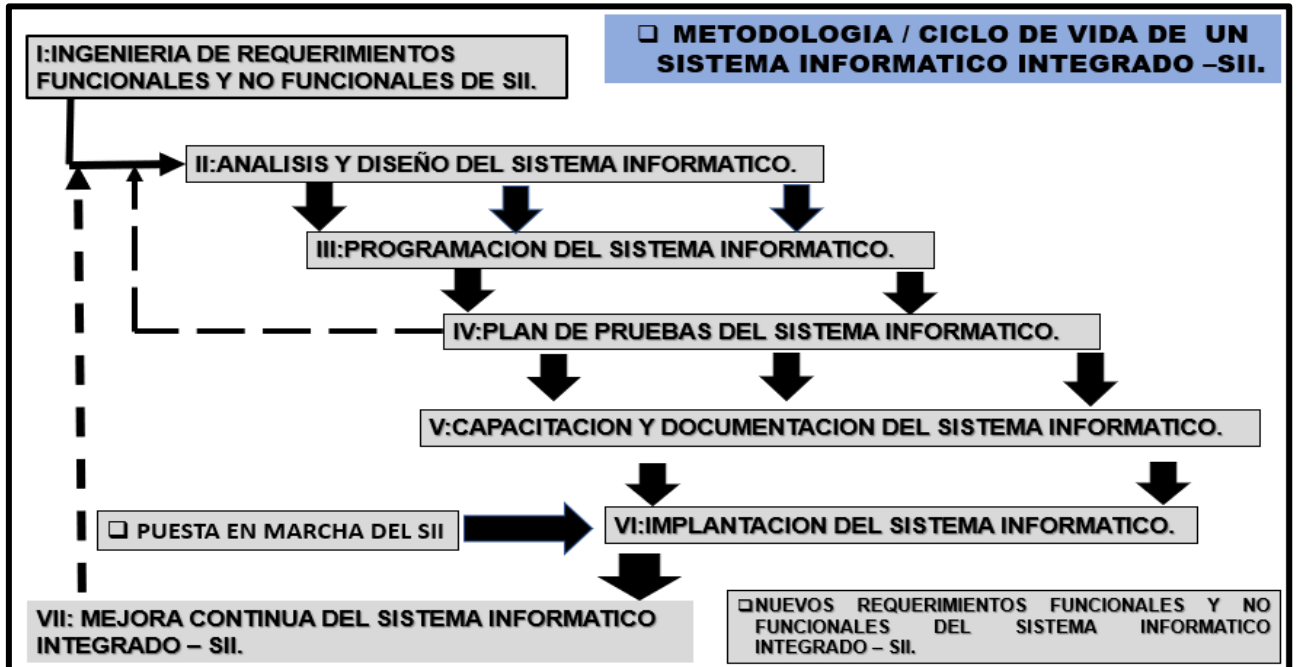 I:INGENIERIA DE REQUERIMIENTOS
FUNCIONALES Y NO FUNCIONALES DE SII.
❑ METODOLOGIA / CICLO DE VIDA DE UN
SISTEMA INFORMATICO INTEGRADO –SII.
II:ANALISIS Y DISEÑO DEL SISTEMA INFORMATICO.
III:PROGRAMACION DEL SISTEMA INFORMATICO.
IV:PLAN DE PRUEBAS DEL SISTEMA INFORMATICO.
V:CAPACITACION Y DOCUMENTACION DEL SISTEMA INFORMATICO.
❑ PUESTA EN MARCHA DEL SII
VI:IMPLANTACION DEL SISTEMA INFORMATICO.
VII: MEJORA CONTINUA DEL SISTEMA INFORMATICO
INTEGRADO – SII.
❑NUEVOS REQUERIMIENTOS FUNCIONALES Y NO
FUNCIONALES DEL SISTEMA INFORMATICO
INTEGRADO – SII.